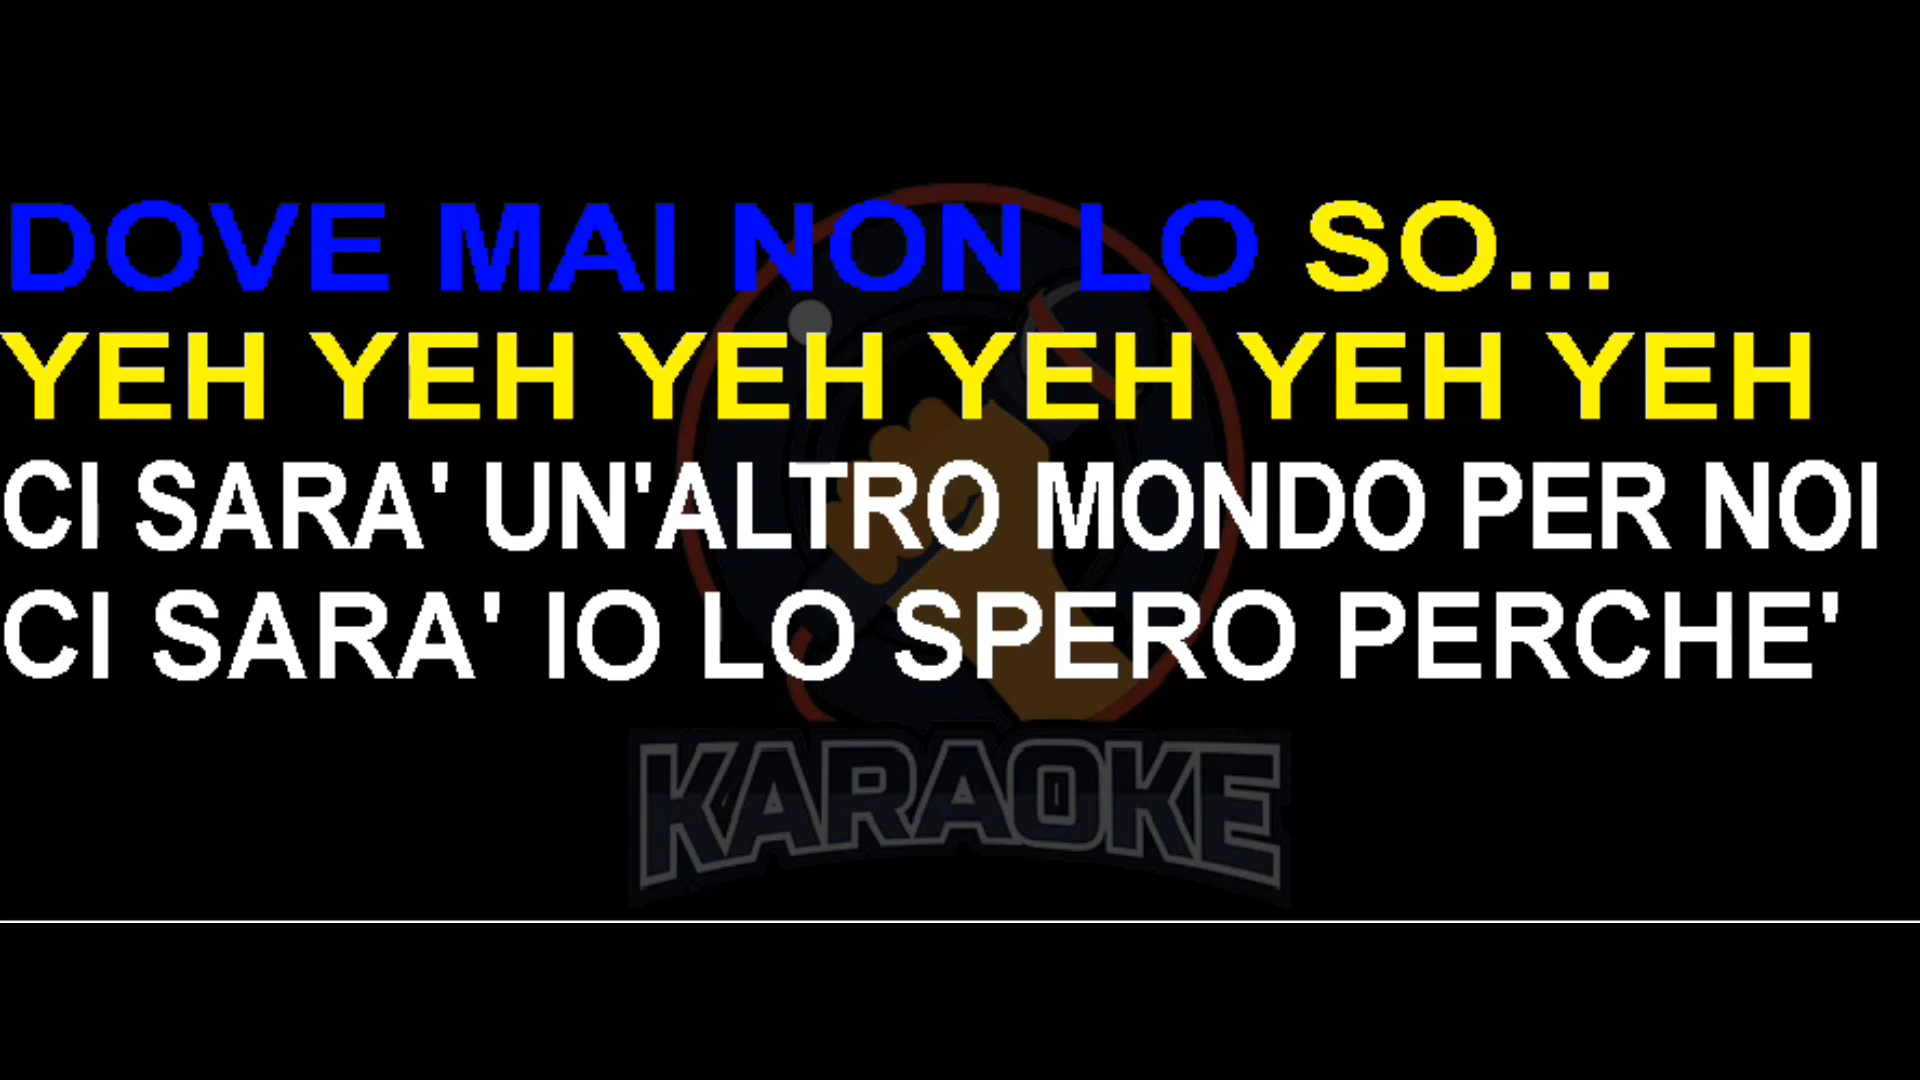 DOVE MAI NON LO SO...
YEH YEH YEH YEH YEH YEH
CI SARA' UN'ALTRO MONDO PER NOI
CI SARA' IO LO SPERO PERCHE'
KARAOKE